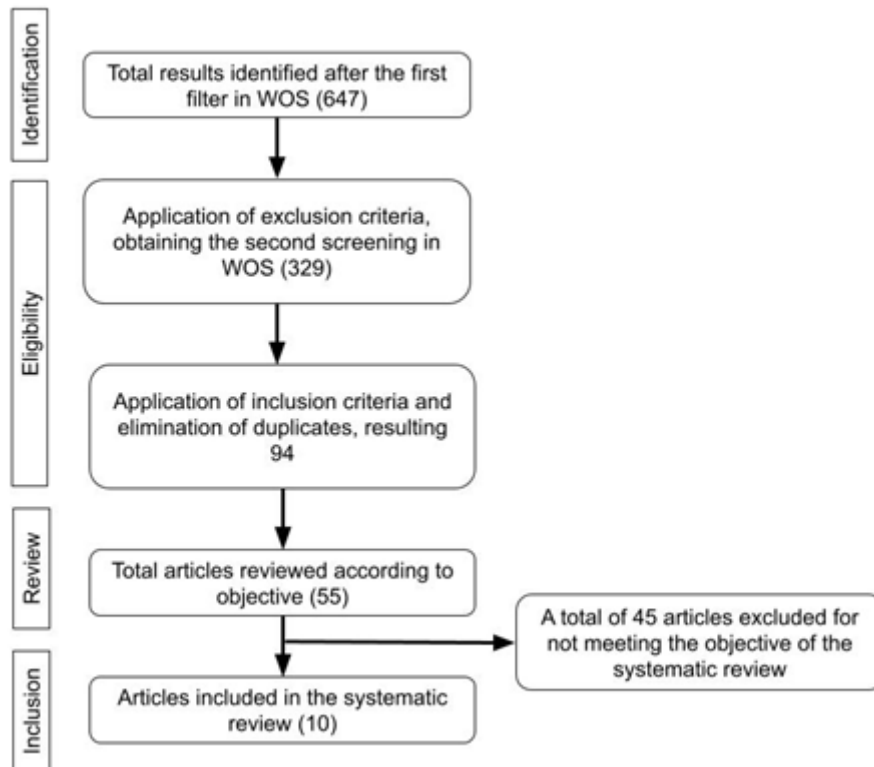 Identification
Total results identified after the first
filter in WOS (647)
Eligibility
Application of exclusion criteria,
obtaining the second screening in
WOS (329)
Application of inclusion criteria and
elimination of duplicates, resulting
94
Review
Total articles reviewed according to
objective (55)
A total of 45 articles excluded for
not meeting the objective of the
systematic review
Inclusion
Articles included in the systematic
review (10)